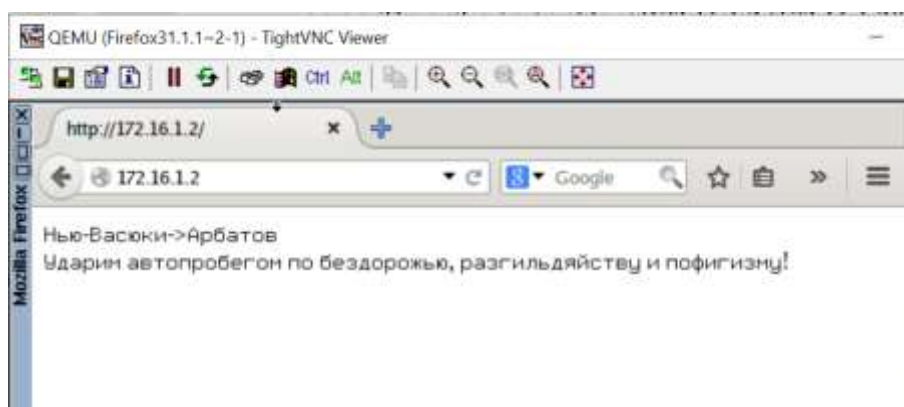 QEMU (Firefox31.1.1~2-1) - TightVNC Viewer
Ctrl Alt
http://172.16.1.2/
172.16.1.2
Google
Mozilla Firefox
Нью-Васюки->Арбатов
Ударим автопробегом по бездорожью, разгильдяйству и пофигизму!